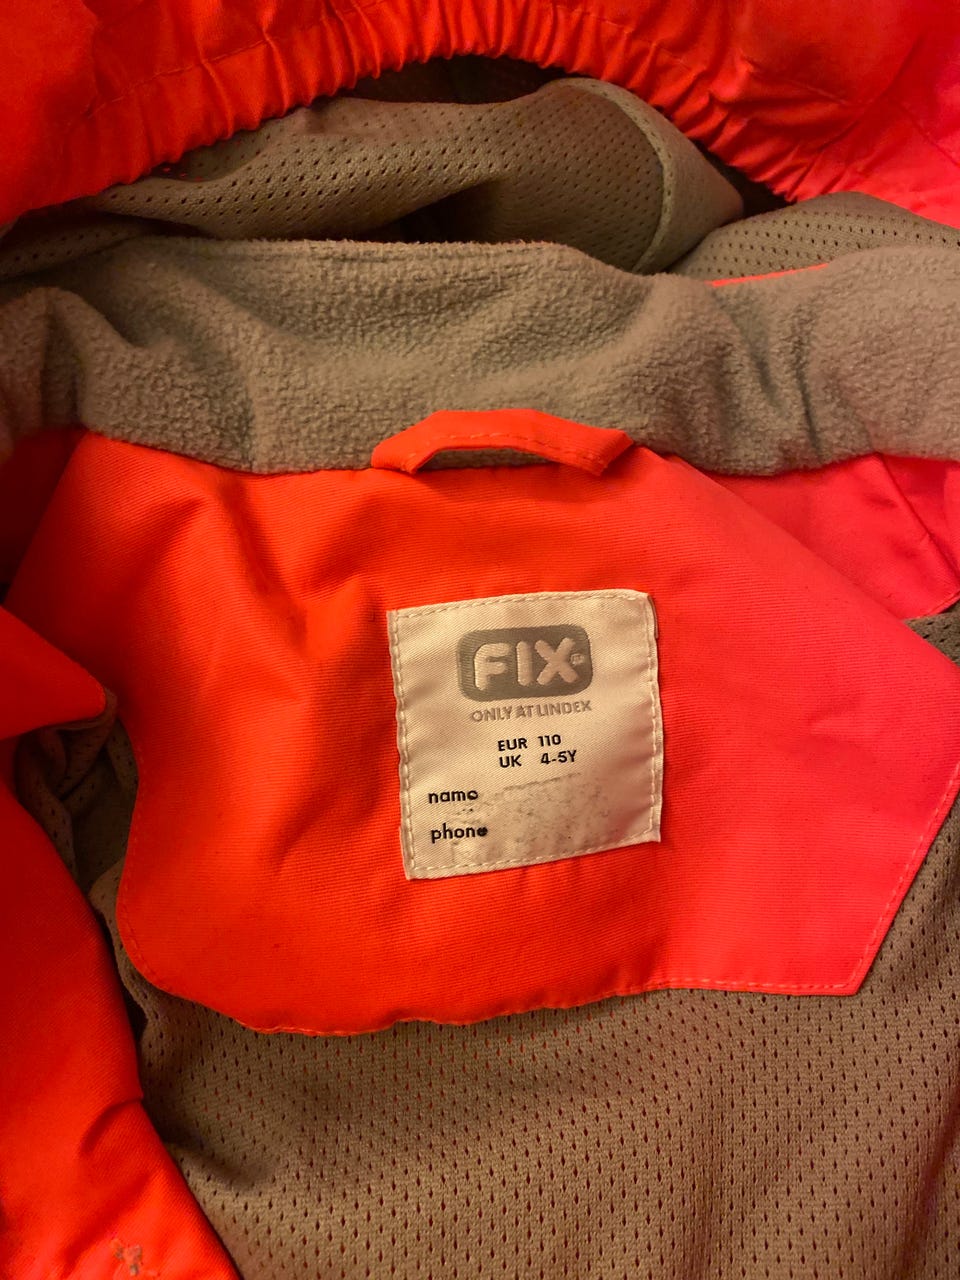 FIX
ONLY AT LINDEX
EUR 110
UK 4-5Y
name
phone